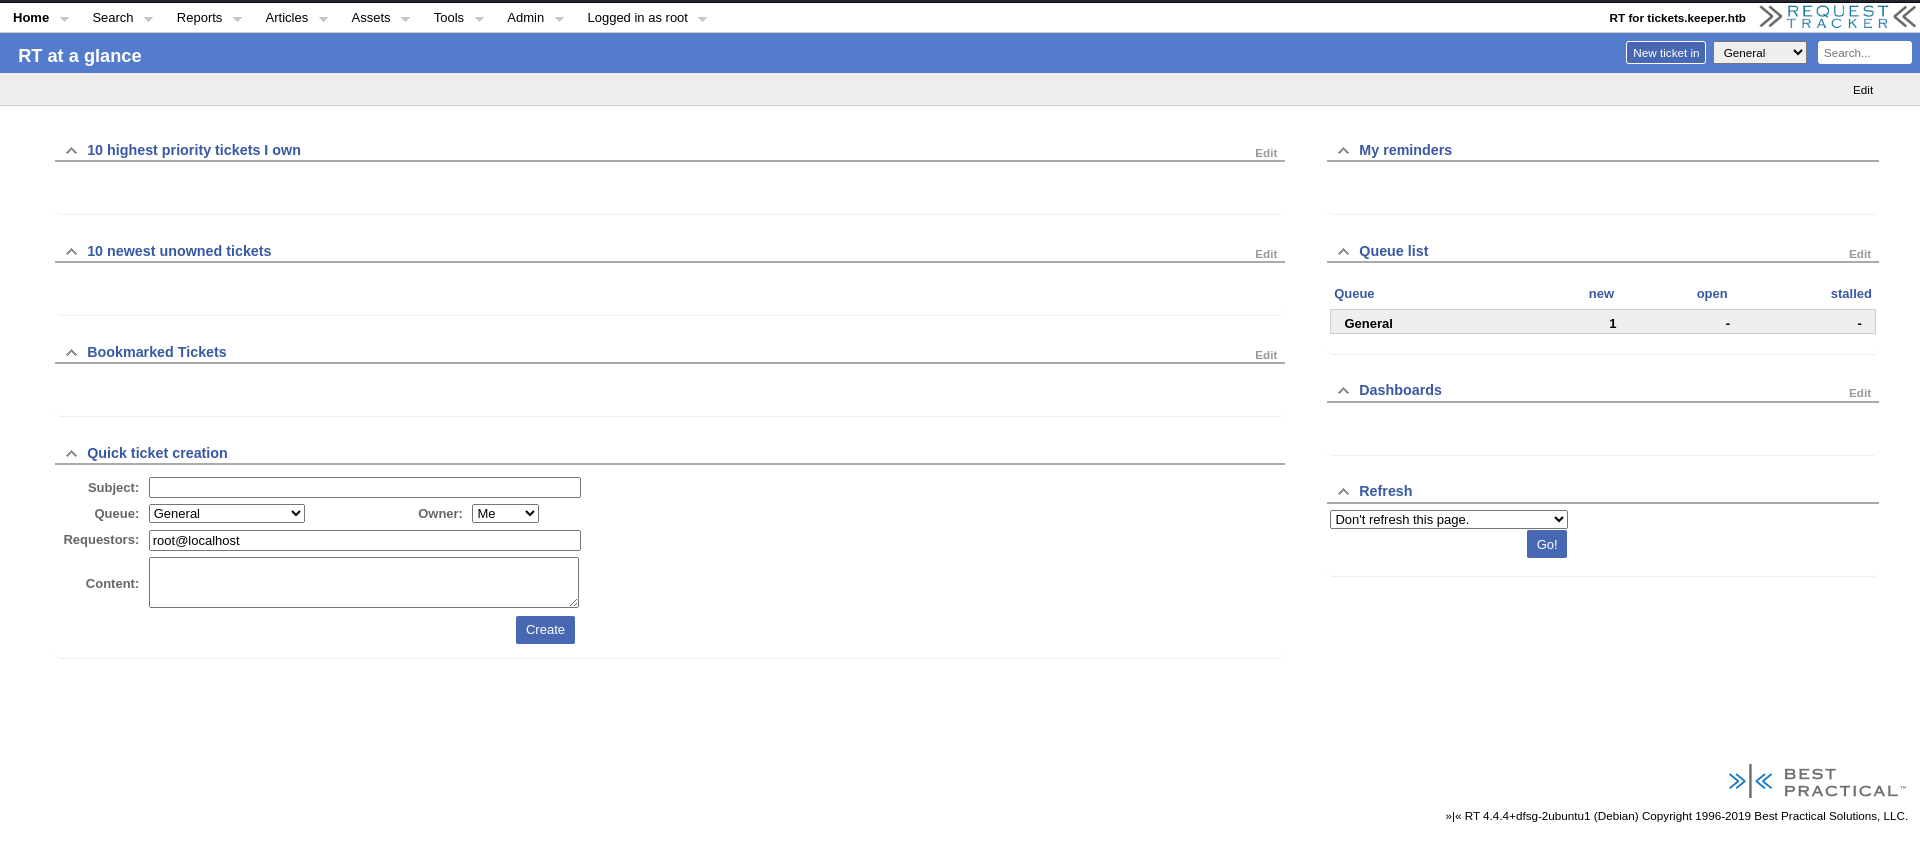 Home Search Reports Articles Assets Tools Admin Logged in as root RT for tickets.keeper.htb REQUEST TRACKER
RT at a glance New ticket in General Search...
Edit
10 highest priority tickets I own Edit
10 newest unowned tickets Edit
Bookmarked Tickets Edit
Quick ticket creation
Subject:
Queue: General Owner: Me
Requestors: root@localhost
Content:
Create
My reminders
Queue list Edit
Queue new open stalled
General 1 - -
Dashboards Edit
Refresh
Don't refresh this page.
Go!
BEST
PRACTICAL™
»|« RT 4.4.4+dfsg-2ubuntu1 (Debian) Copyright 1996-2019 Best Practical Solutions, LLC.